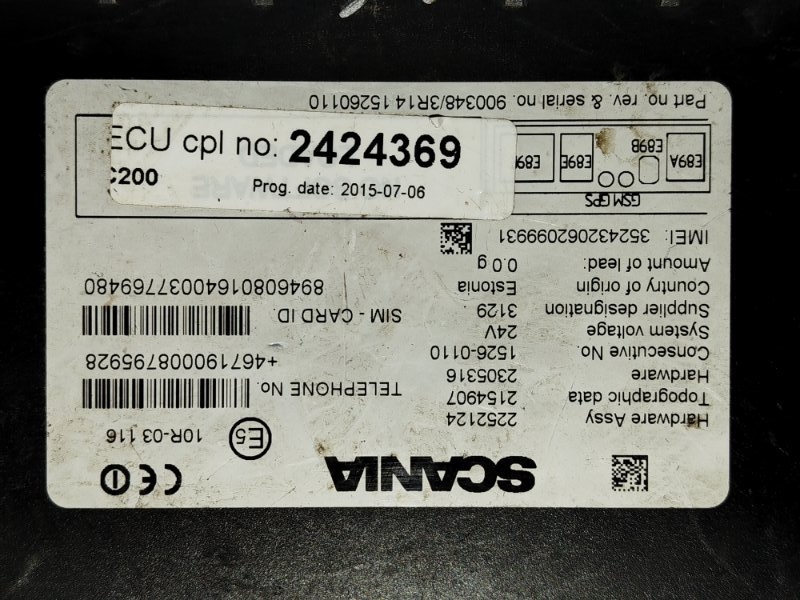 ECU cpl no: 2424369
C200
Prog. date: 2015-07-06
SCANIA
E5 10R-03 116
Hardware Assy 2252124
Topographic data 2154907
Hardware 2305316
Consecutive No. 1526-0110
System voltage 24V
Supplier designation 3129
Country of origin Estonia
Amount of lead: 0.0 g
IMEI: 352432062099931
TELEPHONE No.
+467190008795928
SIM - CARD ID
89460801640037769480
GSM GPS
E89A E89B E89E E89
Part no. rev. & serial no. 900348/3R14 15260110